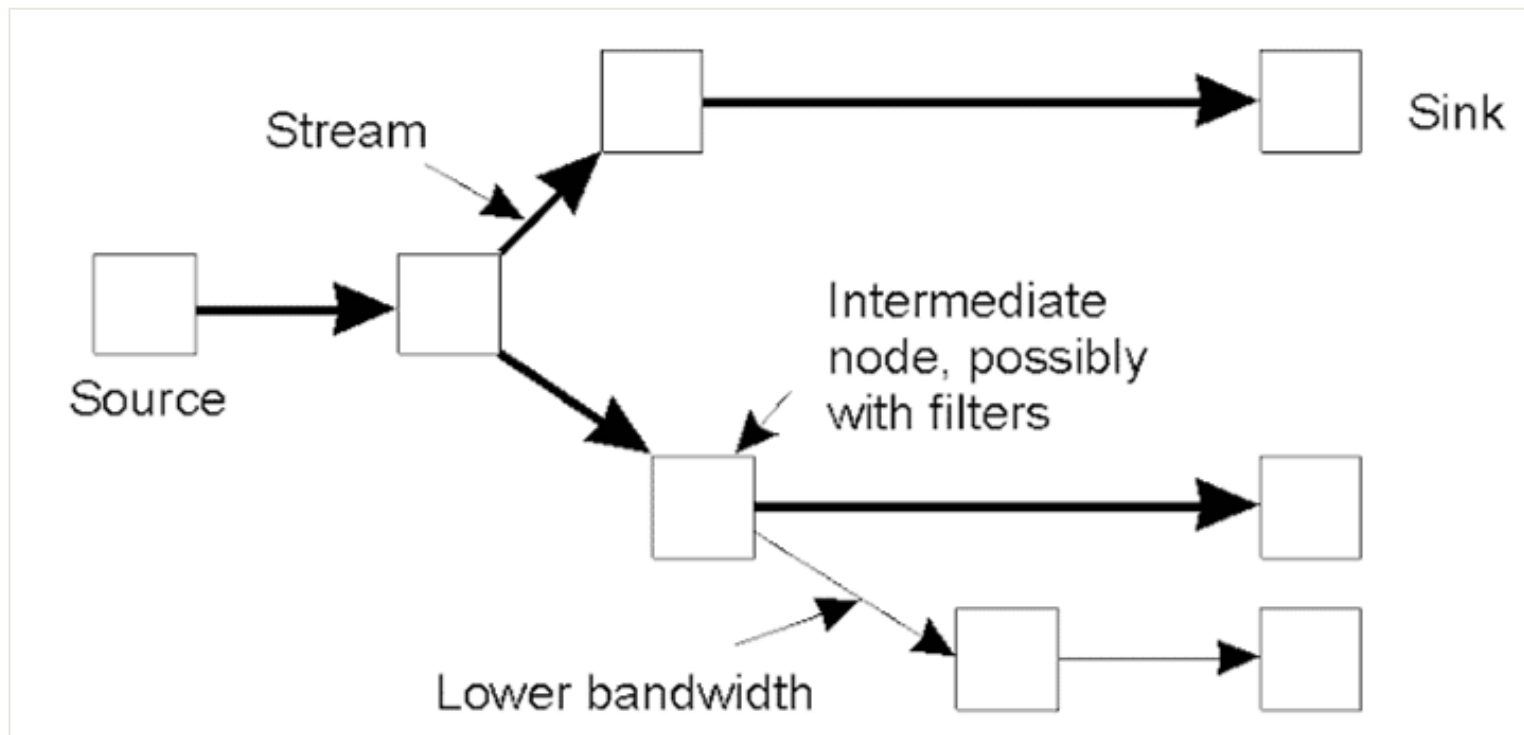 Stream
Sink
Source
Intermediate
node, possibly
with filters
Lower bandwidth